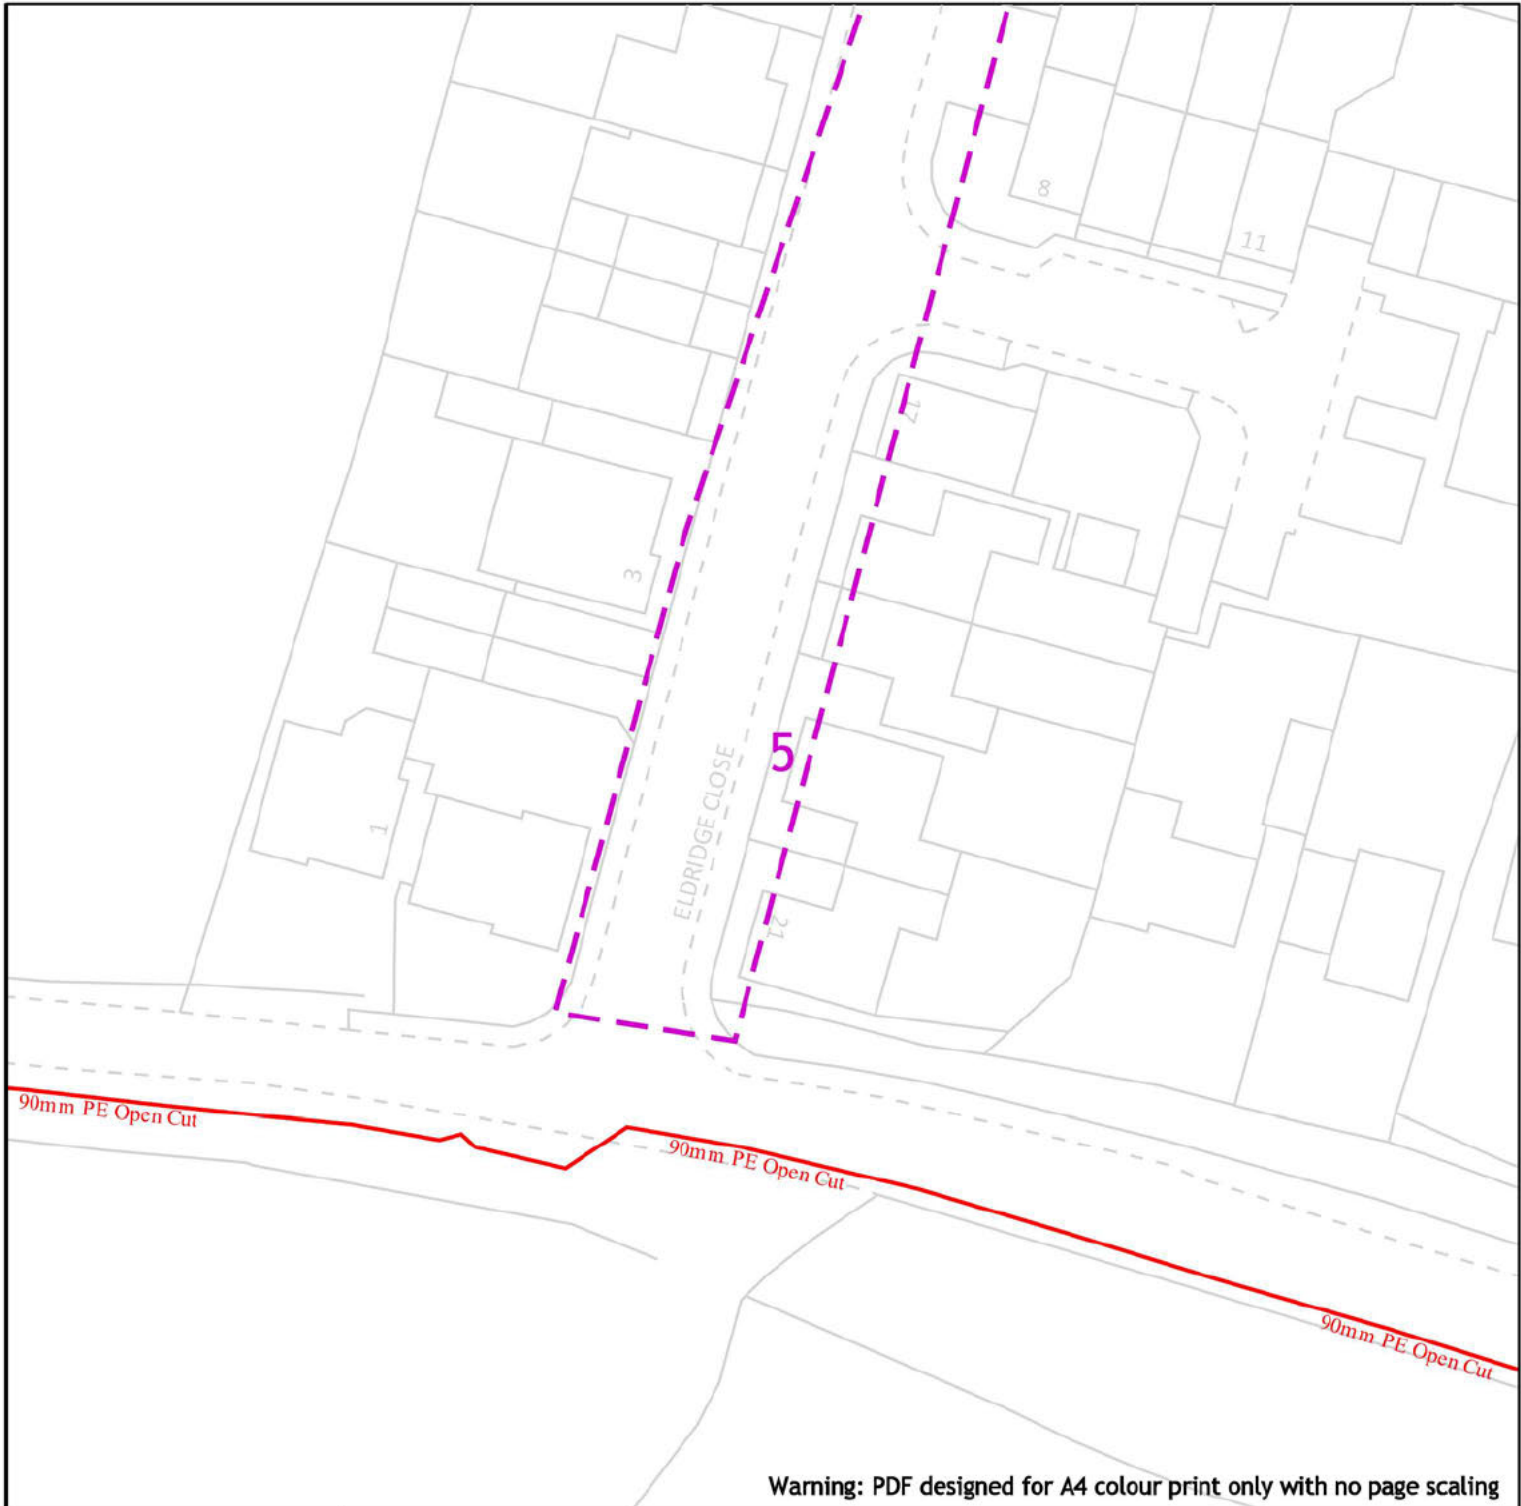 8
11
17
3
5
ELDRIDGE CLOSE
1
21
90mm PE Open Cut
90mm PE Open Cut
90mm PE Open Cut
Warning: PDF designed for A4 colour print only with no page scaling